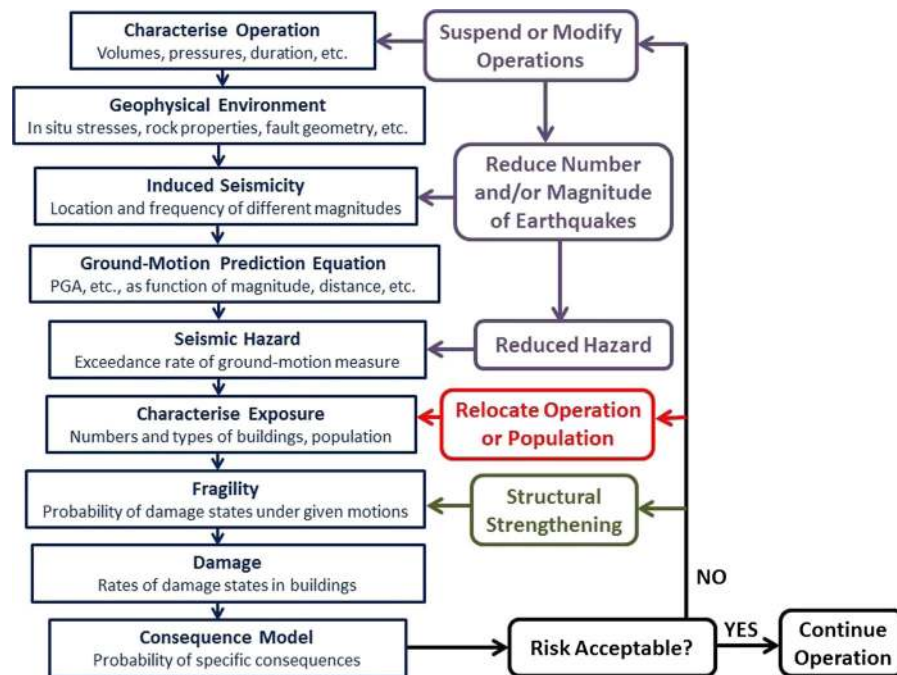 Characterise Operation
Volumes, pressures, duration, etc.
Suspend or Modify
Operations
Geophysical Environment
In situ stresses, rock properties, fault geometry, etc.
Induced Seismicity
Location and frequency of different magnitudes
Reduce Number
and/or Magnitude
of Earthquakes
Ground-Motion Prediction Equation
PGA, etc., as function of magnitude, distance, etc.
Seismic Hazard
Exceedance rate of ground-motion measure
Reduced Hazard
Characterise Exposure
Numbers and types of buildings, population
Relocate Operation
or Population
Fragility
Probability of damage states under given motions
Structural
Strengthening
Damage
Rates of damage states in buildings
NO
Consequence Model
Probability of specific consequences
Risk Acceptable?
YES
Continue
Operation